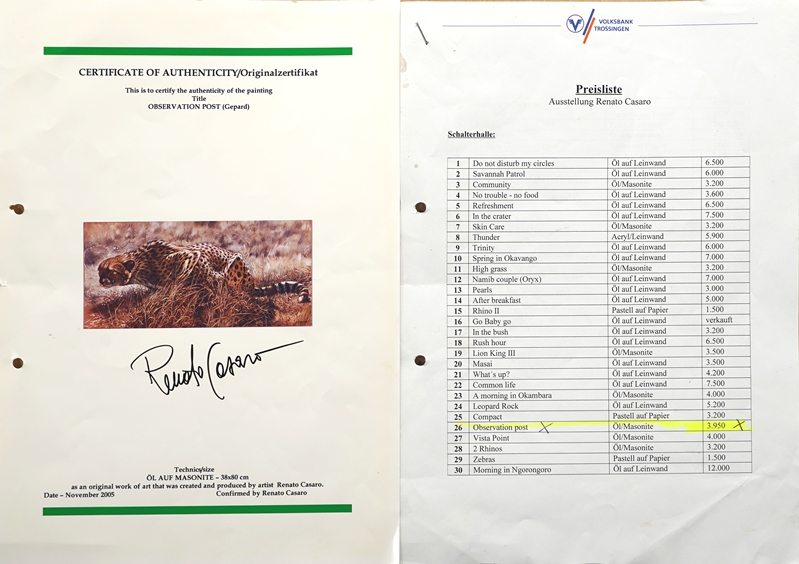 CERTIFICATE OF AUTHENTICITY/Originalzertifikat
This is to certify the authenticity of the painting
Title
OBSERVATION POST (Gepard)
Renato Casaro
Technics/size
ÖL AUF MASONITE – 38x80 cm
as an original work of art that was created and produced by artist Renato Casaro.
Date – November 2005 Confirmed by Renato Casaro
VOLKSBANK
TROSSINGEN
Preisliste
Ausstellung Renato Casaro
Schalterhalle:
1 Do not disturb my circles Öl auf Leinwand 6.500
2 Savannah Patrol Öl auf Leinwand 6.000
3 Community Öl/Masonite 3.200
4 No trouble - no food Öl auf Leinwand 3.600
5 Refreshment Öl auf Leinwand 6.500
6 In the crater Öl auf Leinwand 7.500
7 Skin Care Öl/Masonite 3.200
8 Thunder Acryl/Leinwand 5.900
9 Trinity Öl auf Leinwand 6.000
10 Spring in Okavango Öl auf Leinwand 7.000
11 High grass Öl/Masonite 3.200
12 Namib couple (Oryx) Öl auf Leinwand 7.000
13 Pearls Öl auf Leinwand 3.000
14 After breakfast Öl auf Leinwand 5.000
15 Rhino II Pastell auf Papier 1.500
16 Go Baby go Öl auf Leinwand verkauft
17 In the bush Öl auf Leinwand 3.200
18 Rush hour Öl auf Leinwand 6.500
19 Lion King III Öl/Masonite 3.500
20 Masai Öl auf Leinwand 3.500
21 What´s up? Öl auf Leinwand 4.200
22 Common life Öl auf Leinwand 7.500
23 A morning in Okambara Öl/Masonite 4.000
24 Leopard Rock Öl auf Leinwand 5.200
25 Compact Pastell auf Papier 3.200
26 Observation post X Öl/Masonite 3.950 X
27 Vista Point Öl/Masonite 4.000
28 2 Rhinos Öl/Masonite 3.200
29 Zebras Pastell auf Papier 1.500
30 Morning in Ngorongoro Öl auf Leinwand 12.000